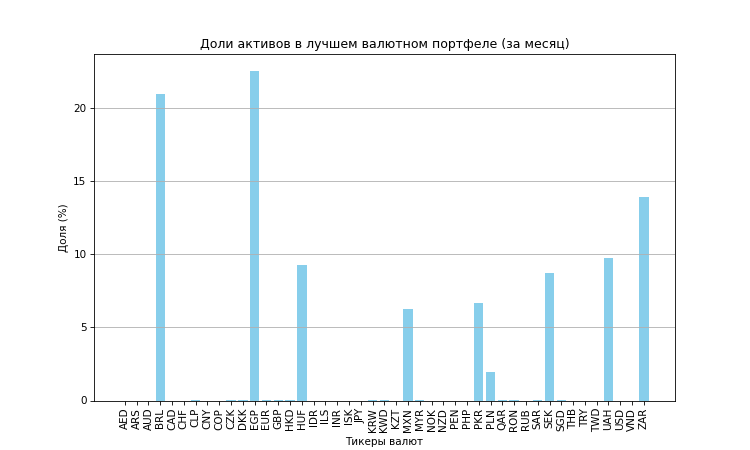 Доли активов в лучшем валютном портфеле (за месяц)
Доля (%)
20
15
10
5
0
AED ARS AUD BRL CAD CHF CLP CNY COP CZK DKK EGP EUR GBP HKD HUF IDR ILS INR ISK JPY KRW KWD KZT MXN MYR NOK NZD PEN PHP PKR PLN QAR RON RUB SAR SEK SGD THB TRY TWD UAH USD VND ZAR
Тикеры валют